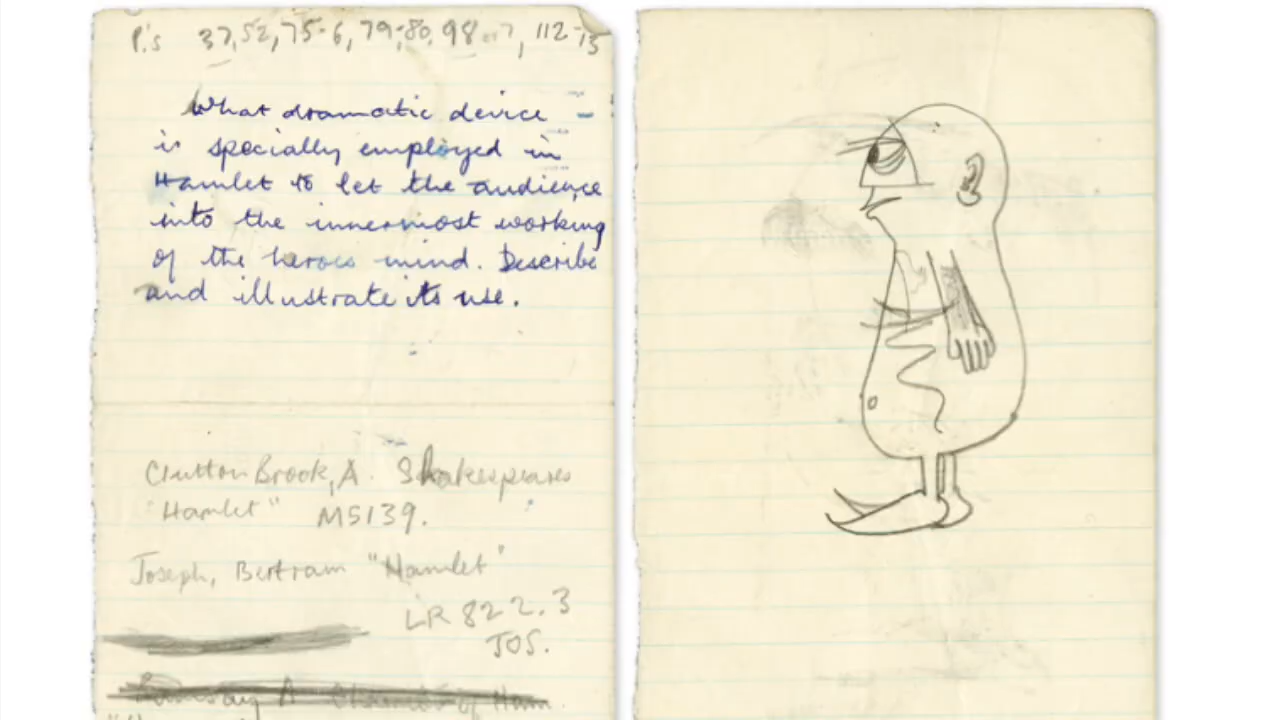 P.'s 37, 52, 75-6, 79-80, 98 7, 112-13
What dramatic device
is specially employed in
Hamlet to let the audience
into the innermost working
of the heroes mind. Describe
and illustrate its use.
Clutton Brook, A. Shakespeares
"Hamlet" M5139.
Joseph, Bertram "Hamlet"
LR 822.3
JOS.